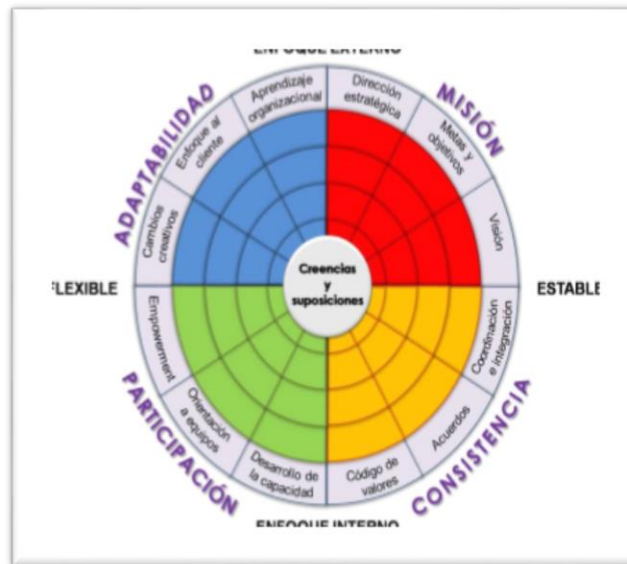 ENFOQUE EXTERNO
ADAPTABILIDAD
MISIÓN
Aprendizaje
organizacional
Dirección
estratégica
Enfoque al
cliente
Metas y
objetivos
Cambios
creativos
Visión
FLEXIBLE
Creencias
y
suposiciones
ESTABLE
Empowerment
Coordinación
e integración
Orientación
a equipos
Acuerdos
Desarrollo de
la capacidad
Código de
valores
PARTICIPACIÓN
CONSISTENCIA
ENFOQUE INTERNO